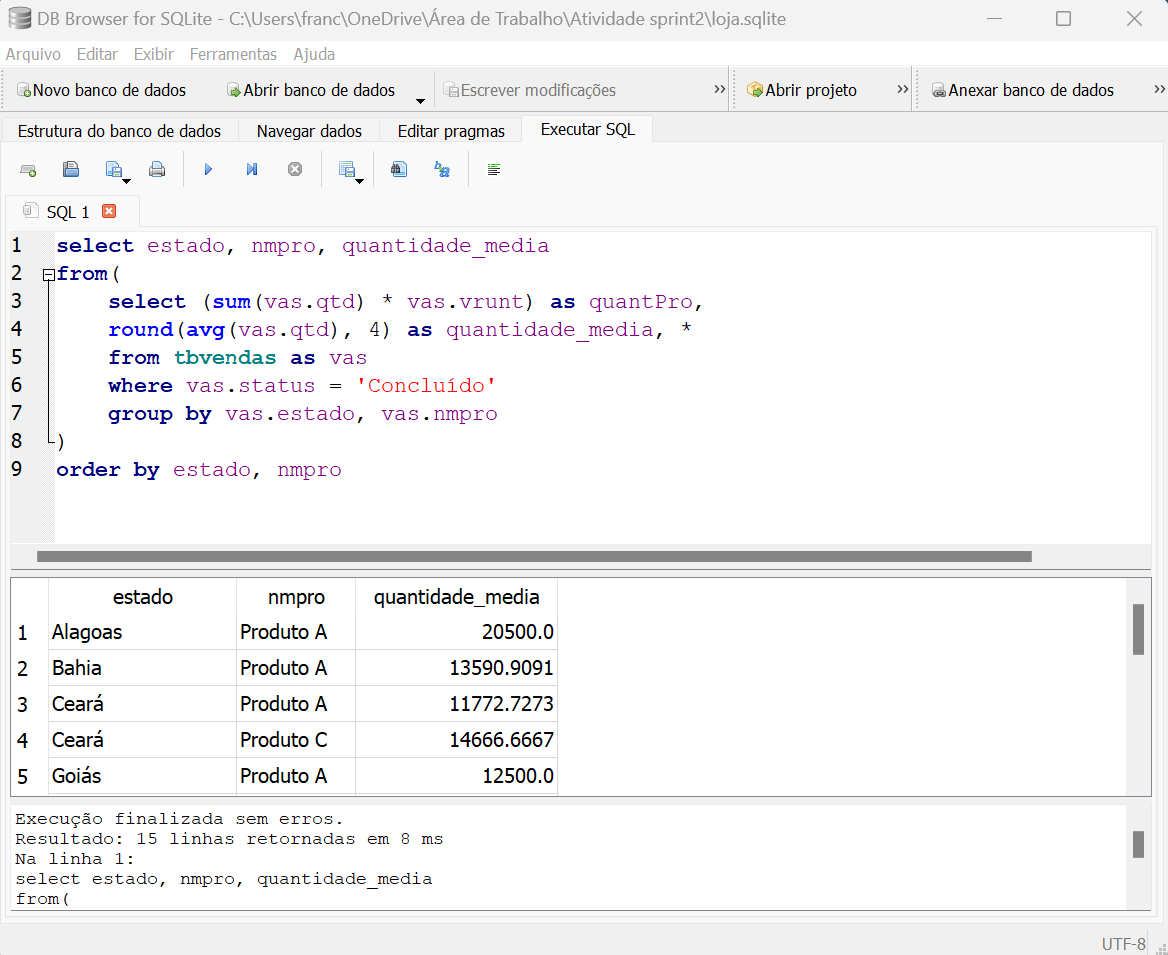 DB Browser for SQLite - C:\Users\franc\OneDrive\Área de Trabalho\Atividade sprint2\loja.sqlite
Arquivo Editar Exibir Ferramentas Ajuda
Novo banco de dados Abrir banco de dados Escrever modificações » Abrir projeto » Anexar banco de dados »
Estrutura do banco de dados Navegar dados Editar pragmas Executar SQL
SQL 1
1 select estado, nmpro, quantidade_media
2 from(
3 select (sum(vas.qtd) * vas.vrunt) as quantPro,
4 round(avg(vas.qtd), 4) as quantidade_media, *
5 from tbvendas as vas
6 where vas.status = 'Concluído'
7 group by vas.estado, vas.nmpro
8 )
9 order by estado, nmpro
estado nmpro quantidade_media
1 Alagoas Produto A 20500.0
2 Bahia Produto A 13590.9091
3 Ceará Produto A 11772.7273
4 Ceará Produto C 14666.6667
5 Goiás Produto A 12500.0
Execução finalizada sem erros.
Resultado: 15 linhas retornadas em 8 ms
Na linha 1:
select estado, nmpro, quantidade_media
from(
UTF-8